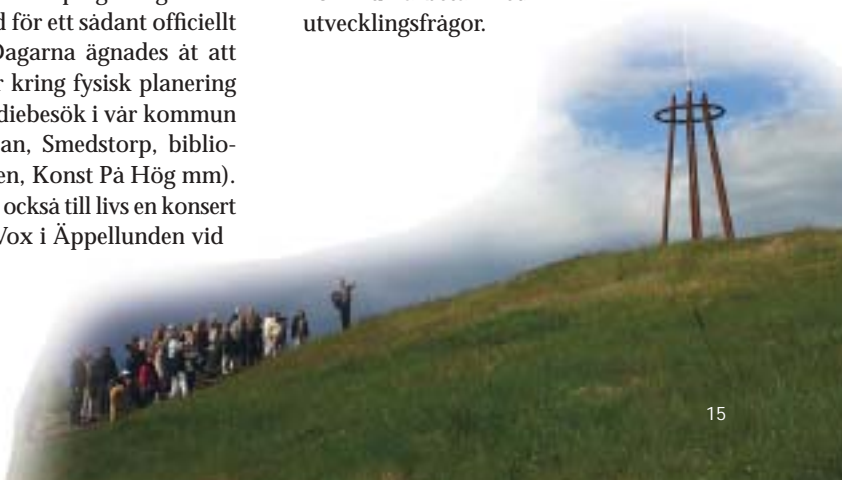 d för ett sådant officiellt
Dagarna ägnades åt att
kring fysisk planering
diebesök i vår kommun
an, Smedstorp, biblio-
en, Konst På Hög mm).
också till livs en konsert
Vox i Äppellunden vid
utvecklingsfrågor.
15